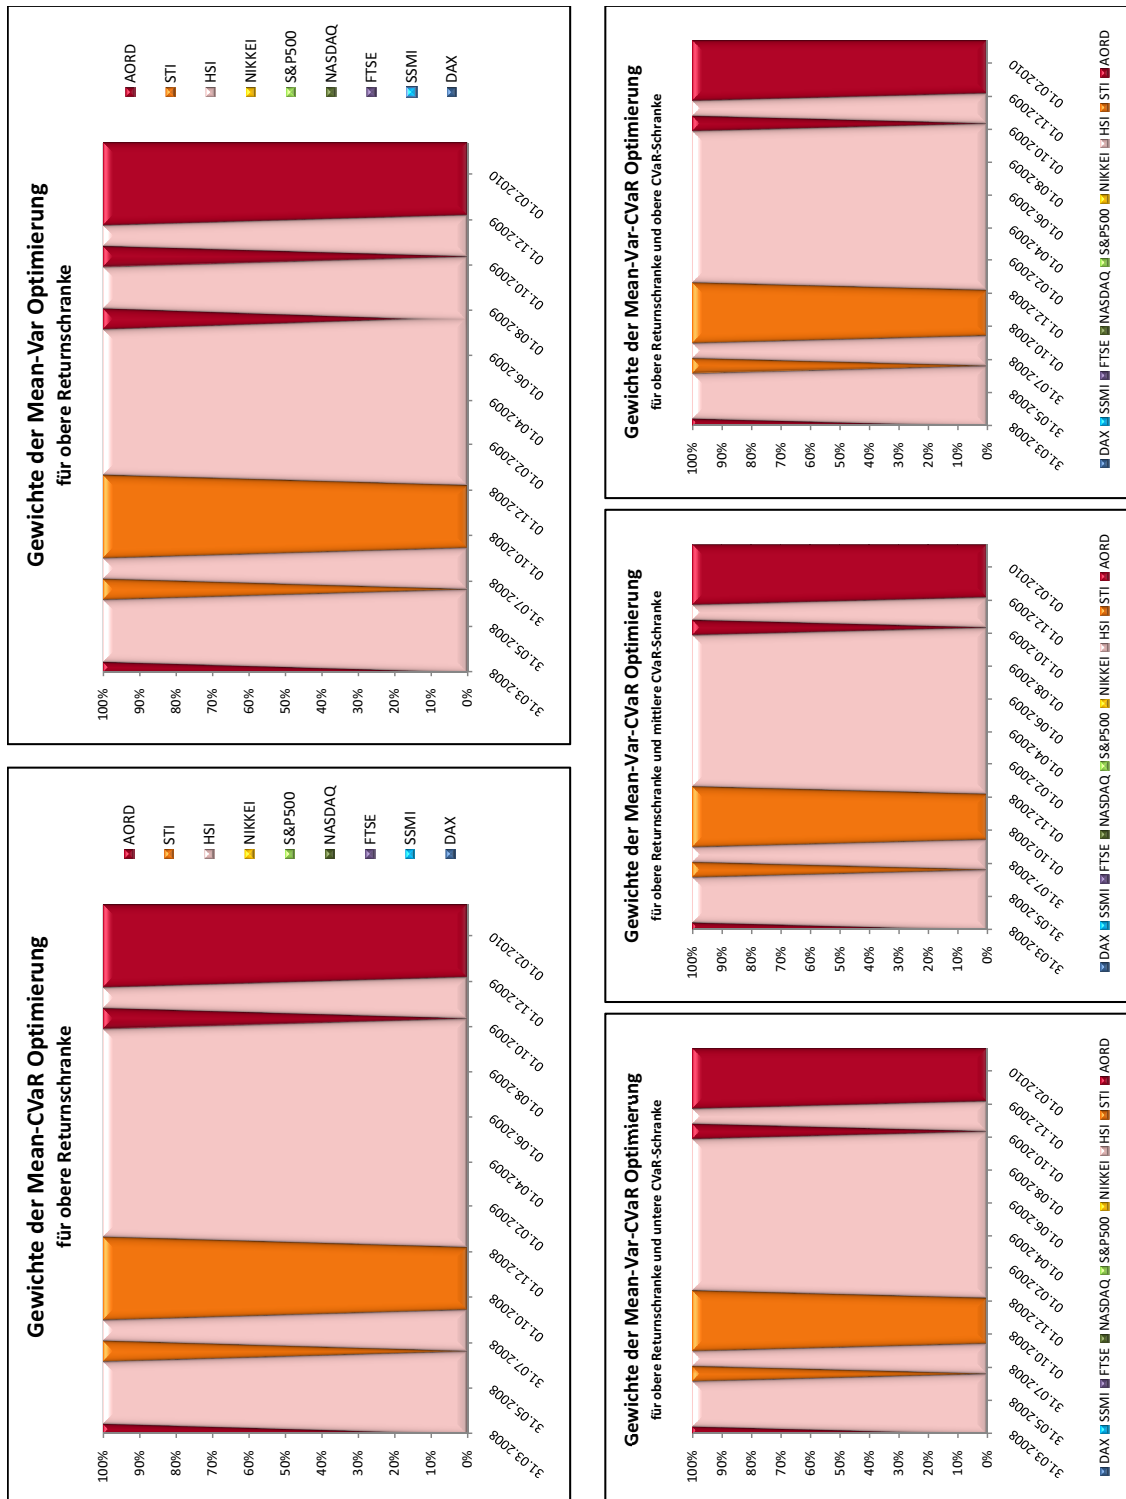 Gewichte der Mean-CVaR Optimierung
für obere Returnschranke
100%
90%
80%
70%
60%
50%
40%
30%
20%
10%
0%
31.03.2008 31.05.2008 31.07.2008 01.10.2008 01.12.2008 01.02.2009 01.04.2009 01.06.2009 01.08.2009 01.10.2009 01.12.2009 01.02.2010
AORD
STI
HSI
NIKKEI
S&P500
NASDAQ
FTSE
SSMI
DAX
Gewichte der Mean-Var Optimierung
für obere Returnschranke
100%
90%
80%
70%
60%
50%
40%
30%
20%
10%
0%
31.03.2008 31.05.2008 31.07.2008 01.10.2008 01.12.2008 01.02.2009 01.04.2009 01.06.2009 01.08.2009 01.10.2009 01.12.2009 01.02.2010
AORD
STI
HSI
NIKKEI
S&P500
NASDAQ
FTSE
SSMI
DAX
Gewichte der Mean-Var-CVaR Optimierung
für obere Returnschranke und untere CVaR-Schranke
100%
90%
80%
70%
60%
50%
40%
30%
20%
10%
0%
31.03.2008 31.05.2008 31.07.2008 01.10.2008 01.12.2008 01.02.2009 01.04.2009 01.06.2009 01.08.2009 01.10.2009 01.12.2009 01.02.2010
DAX SSMI FTSE NASDAQ S&P500 NIKKEI HSI STI AORD
Gewichte der Mean-Var-CVaR Optimierung
für obere Returnschranke und mittlere CVaR-Schranke
100%
90%
80%
70%
60%
50%
40%
30%
20%
10%
0%
31.03.2008 31.05.2008 31.07.2008 01.10.2008 01.12.2008 01.02.2009 01.04.2009 01.06.2009 01.08.2009 01.10.2009 01.12.2009 01.02.2010
DAX SSMI FTSE NASDAQ S&P500 NIKKEI HSI STI AORD
Gewichte der Mean-Var-CVaR Optimierung
für obere Returnschranke und obere CVaR-Schranke
100%
90%
80%
70%
60%
50%
40%
30%
20%
10%
0%
31.03.2008 31.05.2008 31.07.2008 01.10.2008 01.12.2008 01.02.2009 01.04.2009 01.06.2009 01.08.2009 01.10.2009 01.12.2009 01.02.2010
DAX SSMI FTSE NASDAQ S&P500 NIKKEI HSI STI AORD